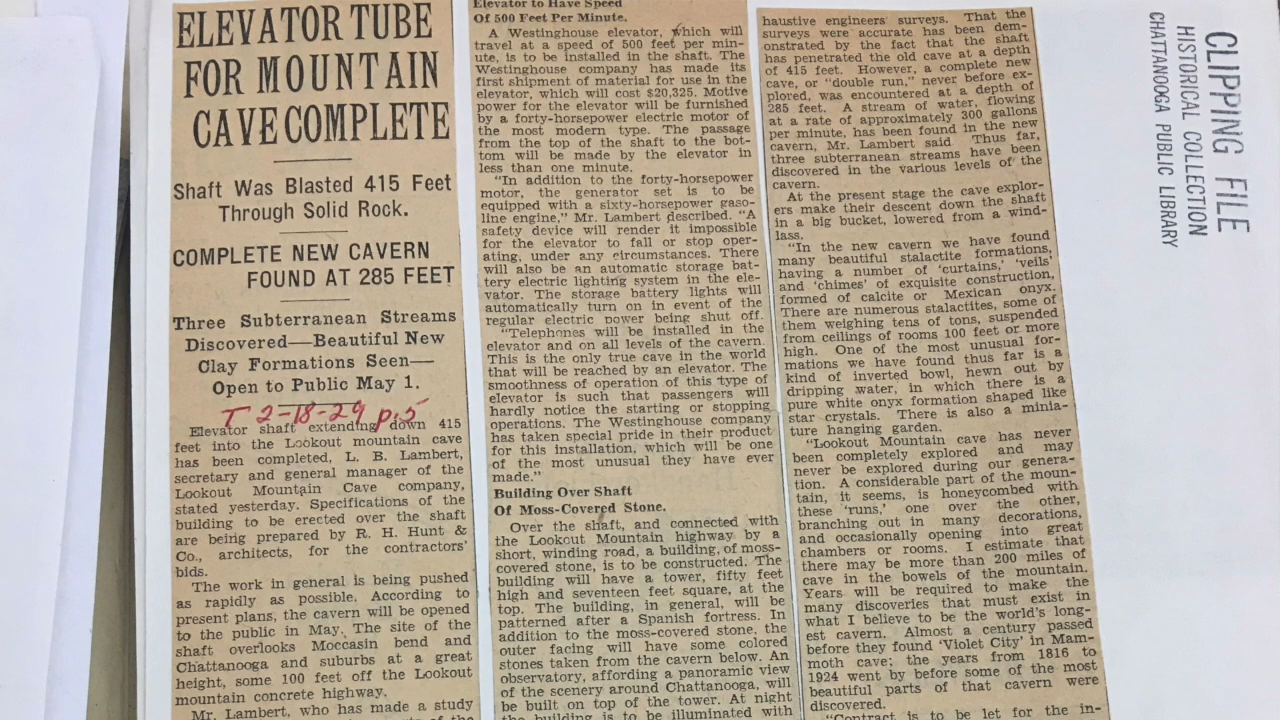 ELEVATOR TUBE
FOR MOUNTAIN
CAVE COMPLETE
Shaft Was Blasted 415 Feet
Through Solid Rock.
COMPLETE NEW CAVERN
FOUND AT 285 FEET
Three Subterranean Streams
Discovered—Beautiful New
Clay Formations Seen—
Open to Public May 1.
T 2-18-29 p.5
Elevator shaft extending down 415
feet into the Lookout mountain cave
has been completed, L. B. Lambert,
secretary and general manager of the
Lookout Mountain Cave company,
stated yesterday. Specifications of the
building to be erected over the shaft
are being prepared by R. H. Hunt &
Co., architects, for the contractors'
bids.
The work in general is being pushed
as rapidly as possible. According to
present plans, the cavern will be opened
to the public in May. The site of the
shaft overlooks Moccasin bend and
Chattanooga and suburbs at a great
height, some 100 feet off the Lookout
mountain concrete highway.
Mr. Lambert, who has made a study
Elevator to Have Speed
Of 500 Feet Per Minute.
A Westinghouse elevator, which will
travel at a speed of 500 feet per min-
ute, is to be installed in the shaft. The
Westinghouse company has made its
first shipment of material for use in the
elevator, which will cost $20,325. Motive
power for the elevator will be furnished
by a forty-horsepower electric motor of
the most modern type. The passage
from the top of the shaft to the bot-
tom will be made by the elevator in
less than one minute.
"In addition to the forty-horsepower
motor, the generator set is to be
equipped with a sixty-horsepower gaso-
line engine," Mr. Lambert described. "A
safety device will render it impossible
for the elevator to fall or stop oper-
ating, under any circumstances. There
will also be an automatic storage bat-
tery electric lighting system in the ele-
vator. The storage battery lights will
automatically turn on in event of the
regular electric power being shut off.
"Telephones will be installed in the
elevator and on all levels of the cavern.
This is the only true cave in the world
that will be reached by an elevator. The
smoothness of operation of this type of
elevator is such that passengers will
hardly notice the starting or stopping
operations. The Westinghouse company
has taken special pride in their product
for this installation, which will be one
of the most unusual they have ever
made."
Building Over Shaft
Of Moss-Covered Stone.
Over the shaft, and connected with
the Lookout Mountain highway by a
short, winding road, a building, of moss-
covered stone, is to be constructed. The
building will have a tower, fifty feet
high and seventeen feet square, at the
top. The building, in general, will be
patterned after a Spanish fortress. In
addition to the moss-covered stone, the
outer facing will have some colored
stones taken from the cavern below. An
observatory, affording a panoramic view
of the scenery around Chattanooga, will
be built on top of the tower. At night
the building is to be illuminated with
haustive engineers' surveys. That the
surveys were accurate has been dem-
onstrated by the fact that the shaft
has penetrated the old cave at a depth
of 415 feet. However, a complete new
cave, or "double run," never before ex-
plored, was encountered at a depth of
285 feet. A stream of water, flowing
at a rate of approximately 300 gallons
per minute, has been found in the new
cavern, Mr. Lambert said Thus far,
three subterranean streams have been
discovered in the various levels of the
cavern.
At the present stage the cave explor-
ers make their descent down the shaft
in a big bucket, lowered from a wind-
lass.
"In the new cavern we have found
many beautiful stalactite formations,
having a number of 'curtains,' 'veils'
and 'chimes' of exquisite construction,
formed of calcite or Mexican onyx.
There are numerous stalactites, some of
them weighing tens of tons, suspended
from ceilings of rooms 100 feet or more
high. One of the most unusual for-
mations we have found thus far is a
kind of inverted bowl, hewn out by
dripping water, in which there is a
pure white onyx formation shaped like
star crystals. There is also a minia-
ture hanging garden.
"Lookout Mountain cave has never
been completely explored and may
never be explored during our genera-
tion. A considerable part of the moun-
tain, it seems, is honeycombed with
these 'runs,' one over the other,
branching out in many decorations,
and occasionally opening into great
chambers or rooms. I estimate that
there may be more than 200 miles of
cave in the bowels of the mountain.
Years will be required to make the
many discoveries that must exist in
what I believe to be the world's long-
est cavern. Almost a century passed
before they found 'Violet City' in Mam-
moth cave; the years from 1816 to
1924 went by before some of the most
beautiful parts of that cavern were
discovered.
"Contract is to be let for the in-
CLIPPING FILE
HISTORICAL COLLECTION
CHATTANOOGA PUBLIC LIBRARY